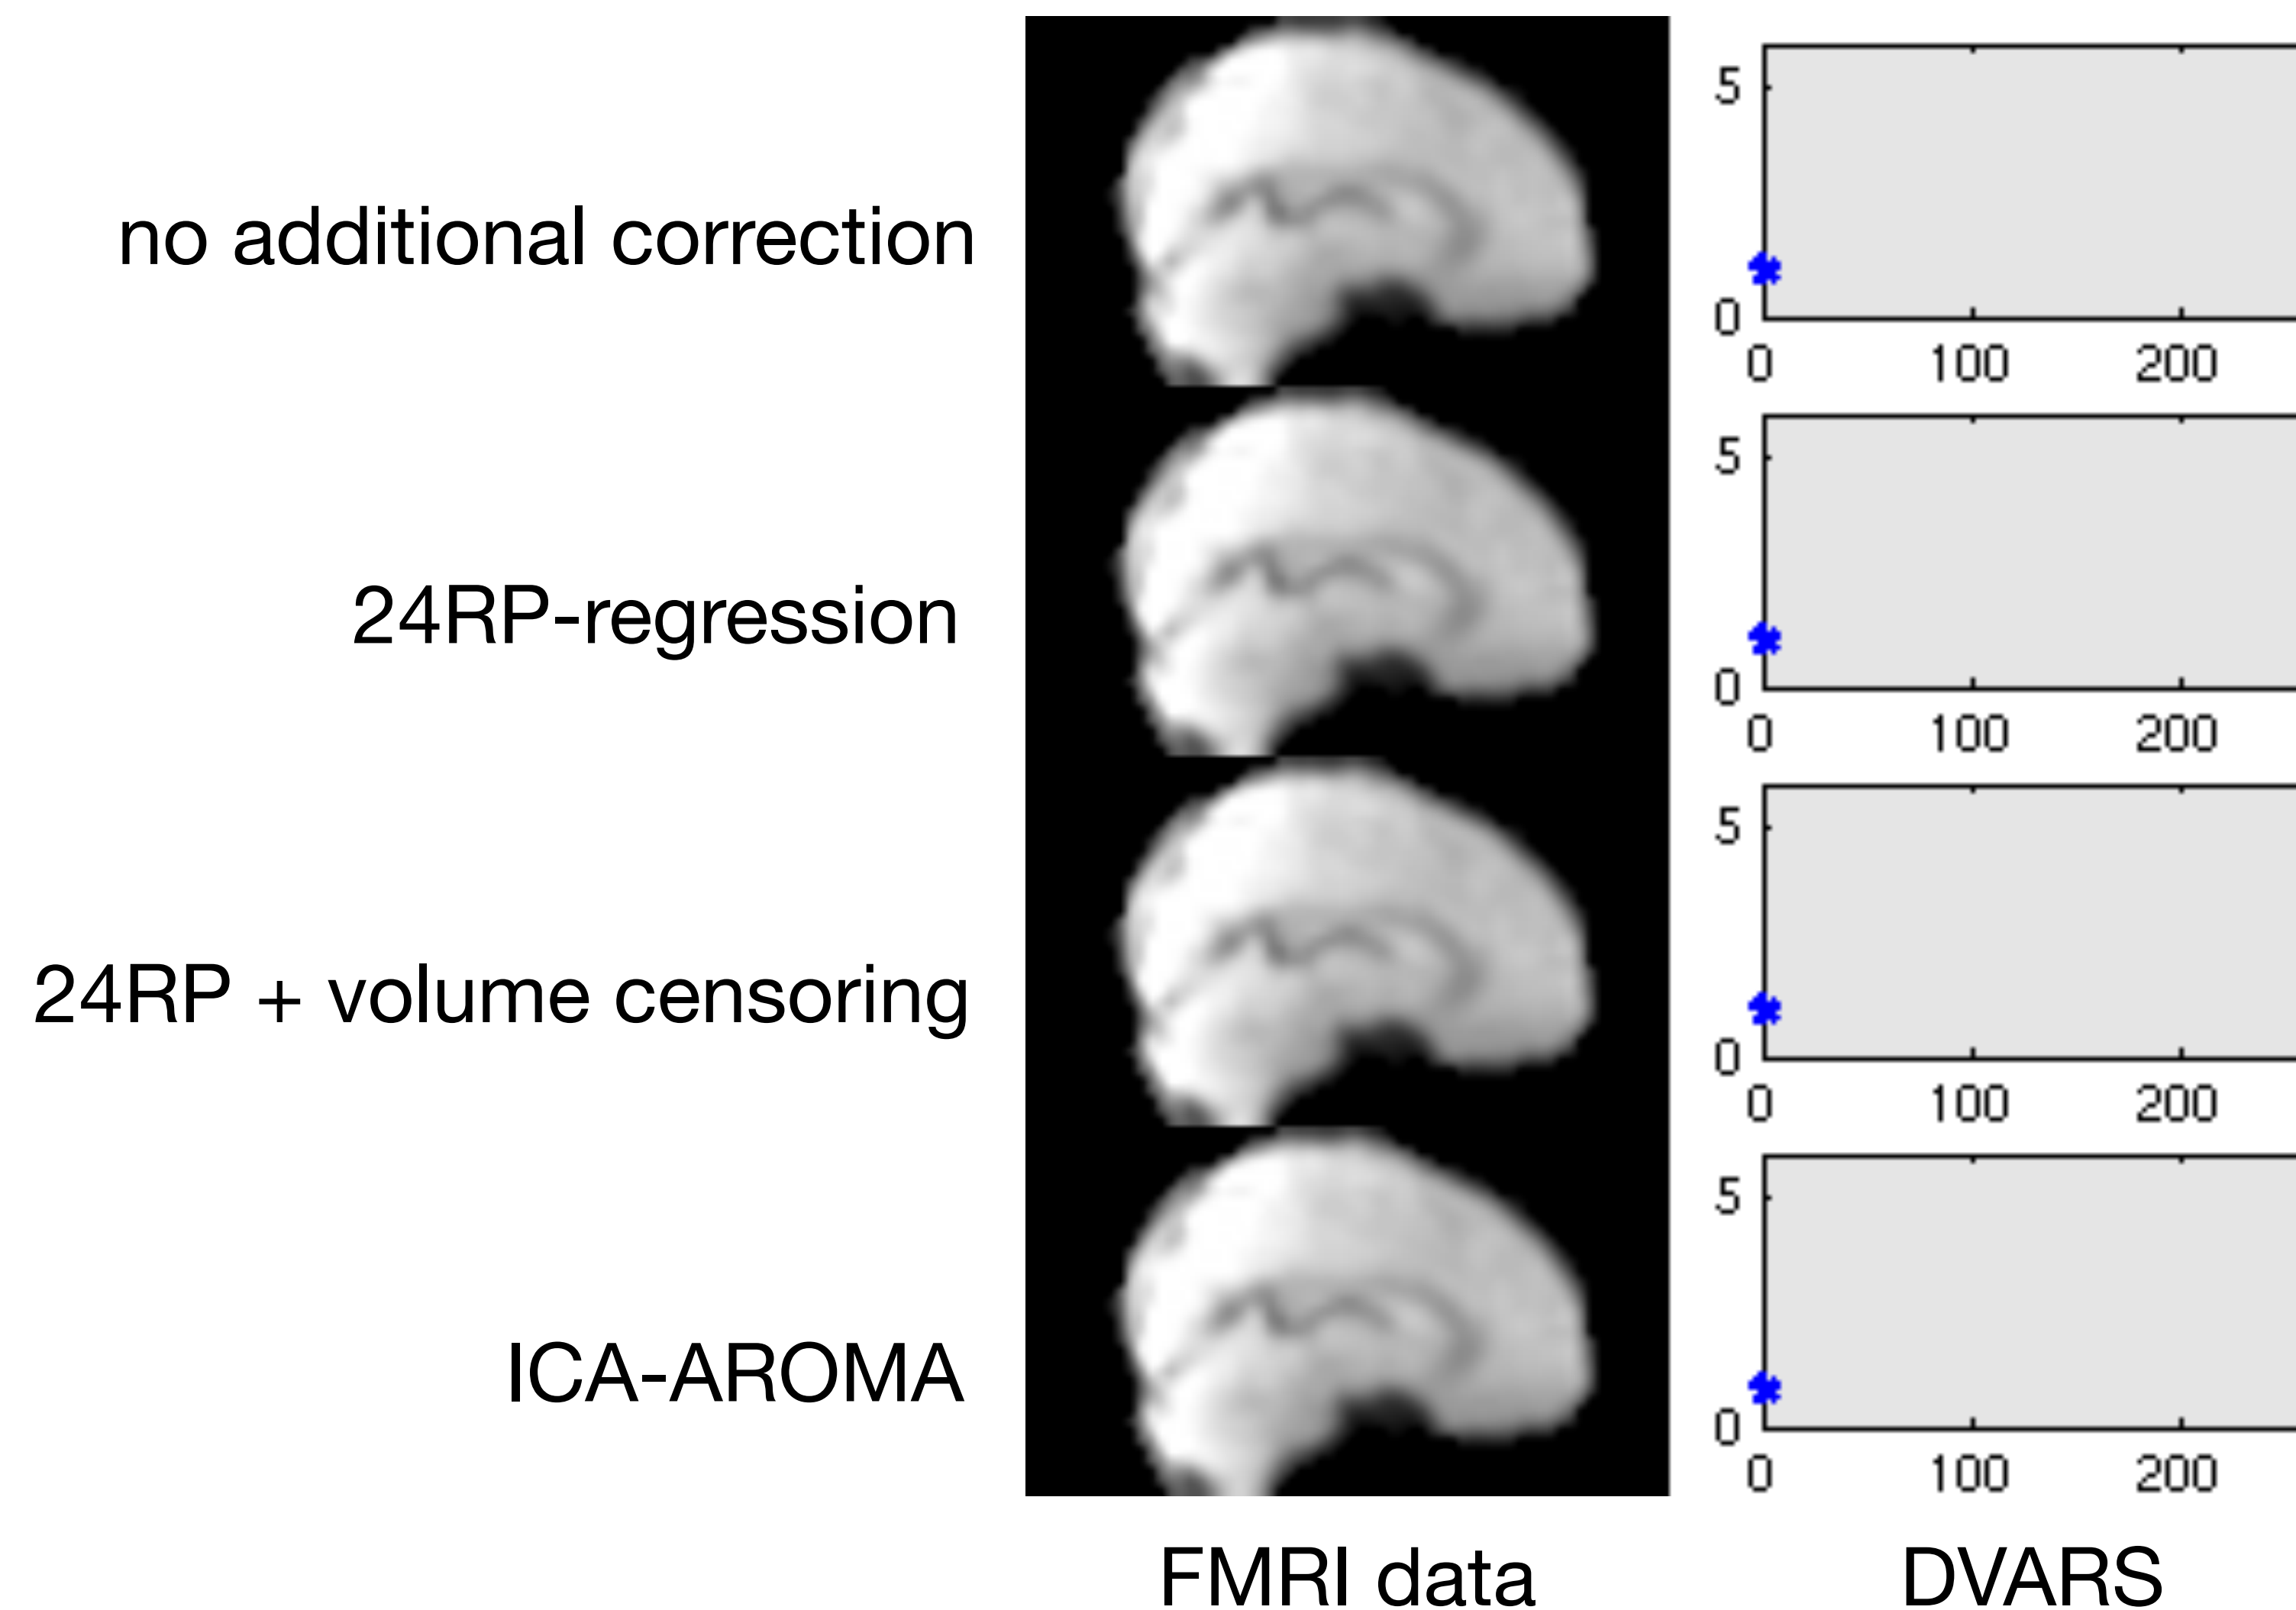 no additional correction
5
0
0 100 200
24RP-regression
5
0
0 100 200
24RP + volume censoring
5
0
0 100 200
ICA-AROMA
5
0
0 100 200
FMRI data
DVARS